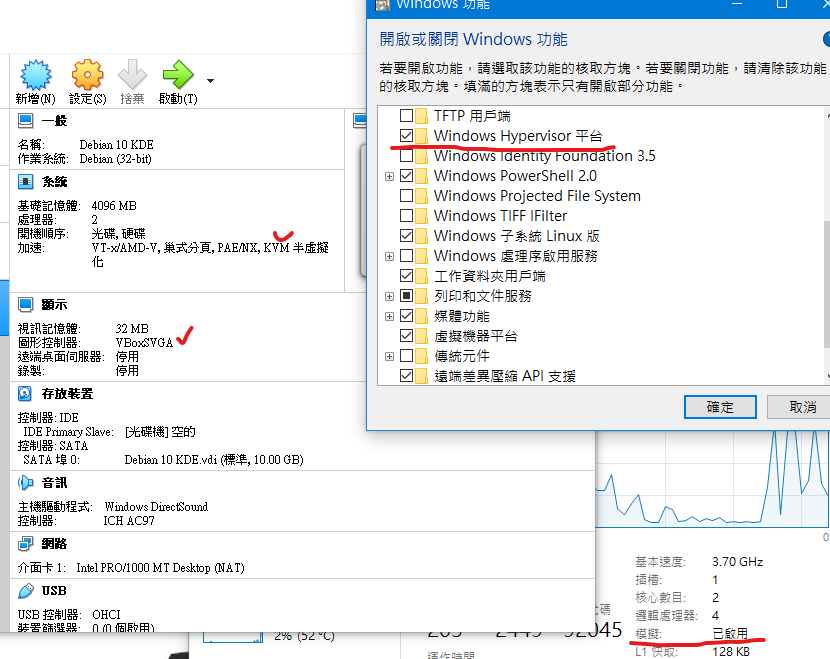 Windows 功能
開啟或關閉 Windows 功能
若要開啟功能，請選取該功能的核取方塊。若要關閉功能，請清除該功能
的核取方塊。填滿的方塊表示只有開啟部分功能。
TFTP 用戶端
Windows Hypervisor 平台
Windows Identity Foundation 3.5
Windows PowerShell 2.0
Windows Projected File System
Windows TIFF IFilter
Windows 子系統 Linux 版
Windows 處理序啟用服務
工作資料夾用戶端
列印和文件服務
媒體功能
虛擬機器平台
傳統元件
遠端差異壓縮 API 支援
確定
取消
新增(N)
設定(S)
捨棄
啟動(T)
一般
名稱: Debian 10 KDE
作業系統: Debian (32-bit)
系統
基礎記憶體: 4096 MB
處理器: 2
開機順序: 光碟, 硬碟
加速: VT-x/AMD-V, 巢式分頁, PAE/NX, KVM 半虛擬
化
顯示
視訊記憶體: 32 MB
圖形控制器: VBoxSVGA
遠端桌面伺服器: 停用
錄製: 停用
存放裝置
控制器: IDE
IDE Primary Slave: [光碟機] 空的
控制器: SATA
SATA 埠 0: Debian 10 KDE.vdi (標準, 10.00 GB)
音訊
主機驅動程式: Windows DirectSound
控制器: ICH AC97
網路
介面卡 1: Intel PRO/1000 MT Desktop (NAT)
USB
USB 控制器: OHCI
裝置篩選器: 0 (0 個啟用)
2% (52 °C)
0
基本速度: 3.70 GHz
插槽: 1
核心數目: 2
邏輯處理器: 4
模擬: 已啟用
L1 快取: 128 KB
碼
92045
運作時間